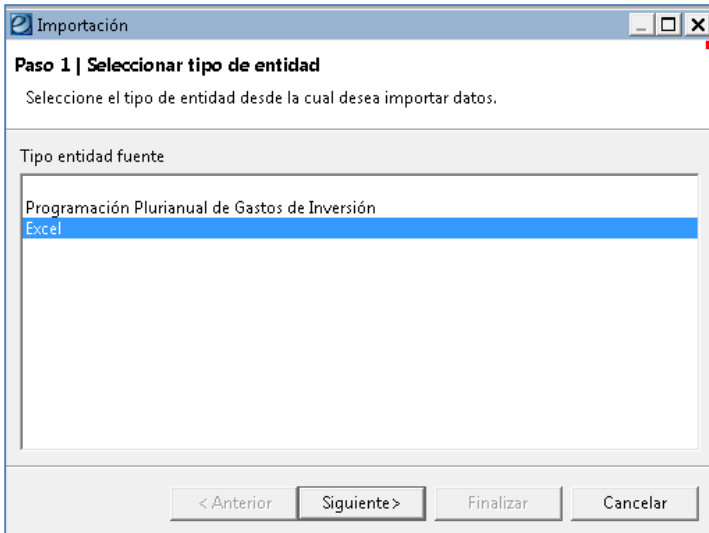 Importación
Paso 1 | Seleccionar tipo de entidad
Seleccione el tipo de entidad desde la cual desea importar datos.
Tipo entidad fuente
Programación Plurianual de Gastos de Inversión
Excel
< Anterior Siguiente> Finalizar Cancelar